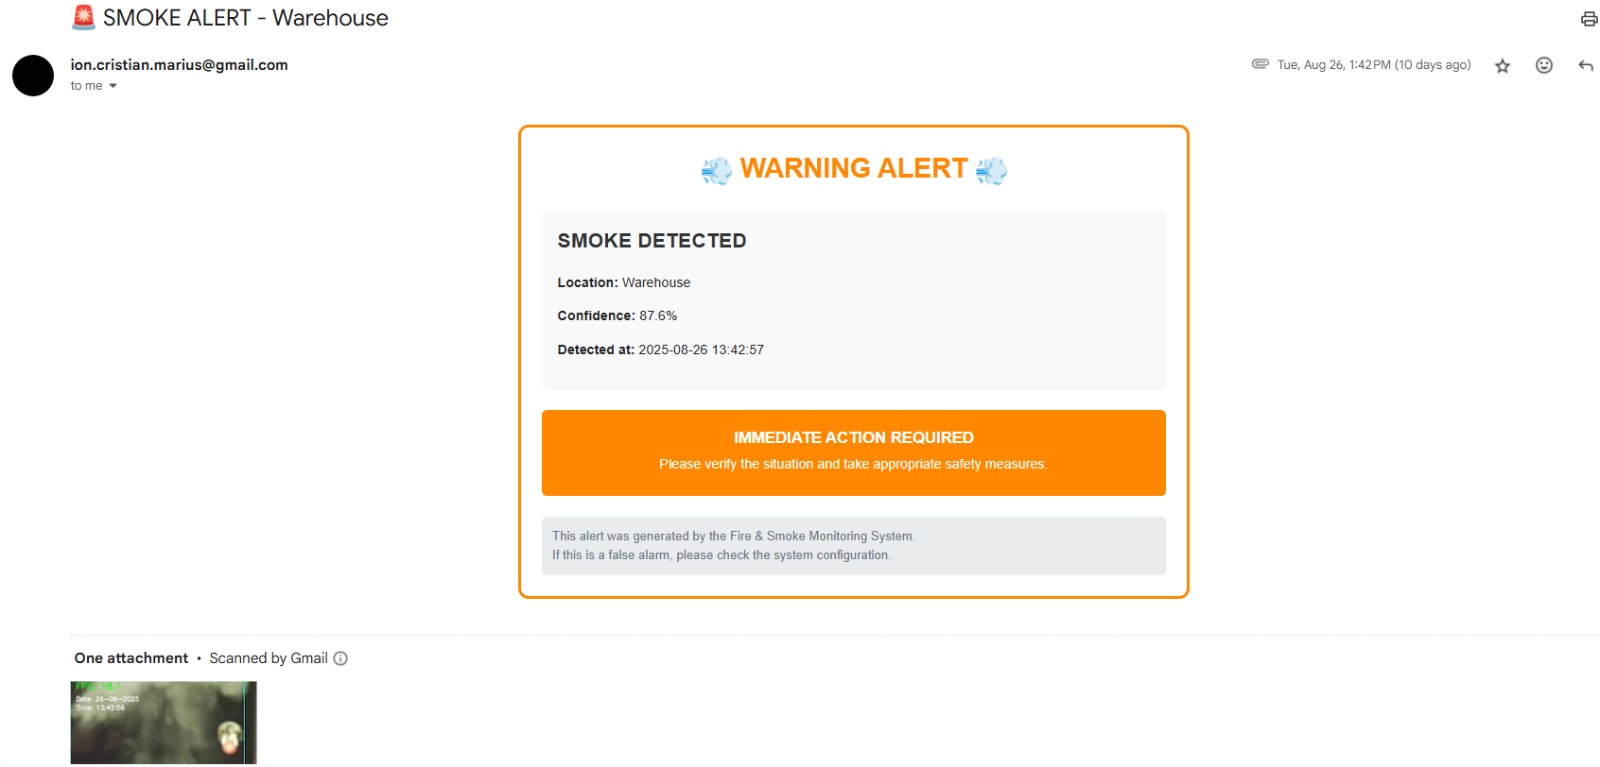 SMOKE ALERT - Warehouse
ion.cristian.marius@gmail.com
Tue, Aug 26, 1:42 PM (10 days ago)
to me
WARNING ALERT
SMOKE DETECTED
Location: Warehouse
Confidence: 87.6%
Detected at: 2025-08-26 13:42:57
IMMEDIATE ACTION REQUIRED
Please verify the situation and take appropriate safety measures.
This alert was generated by the Fire & Smoke Monitoring System.
If this is a false alarm, please check the system configuration.
One attachment • Scanned by Gmail
Date: 26-08-2025
Time: 13:42:56